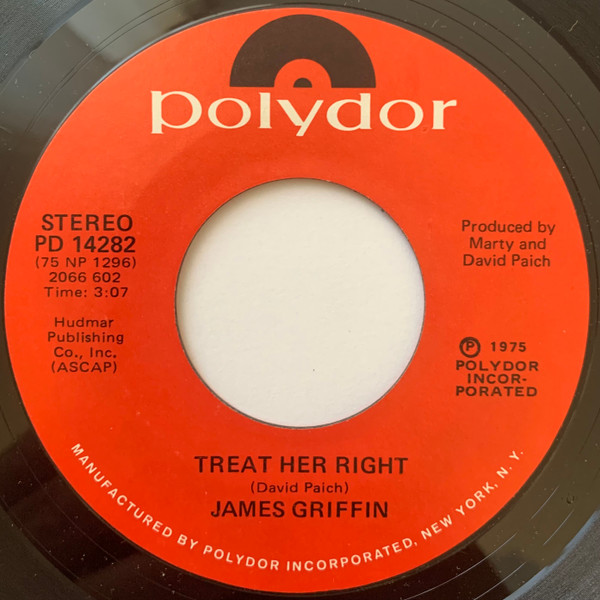 polydor
STEREO
PD 14282
(75 NP 1296)
2066 602
Time: 3:07
Hudmar
Publishing
Co., Inc.
(ASCAP)
Produced by
Marty and
David Paich
Ⓟ 1975
POLYDOR
INCOR-
PORATED
TREAT HER RIGHT
(David Paich)
JAMES GRIFFIN
MANUFACTURED BY POLYDOR INCORPORATED, NEW YORK, N. Y.